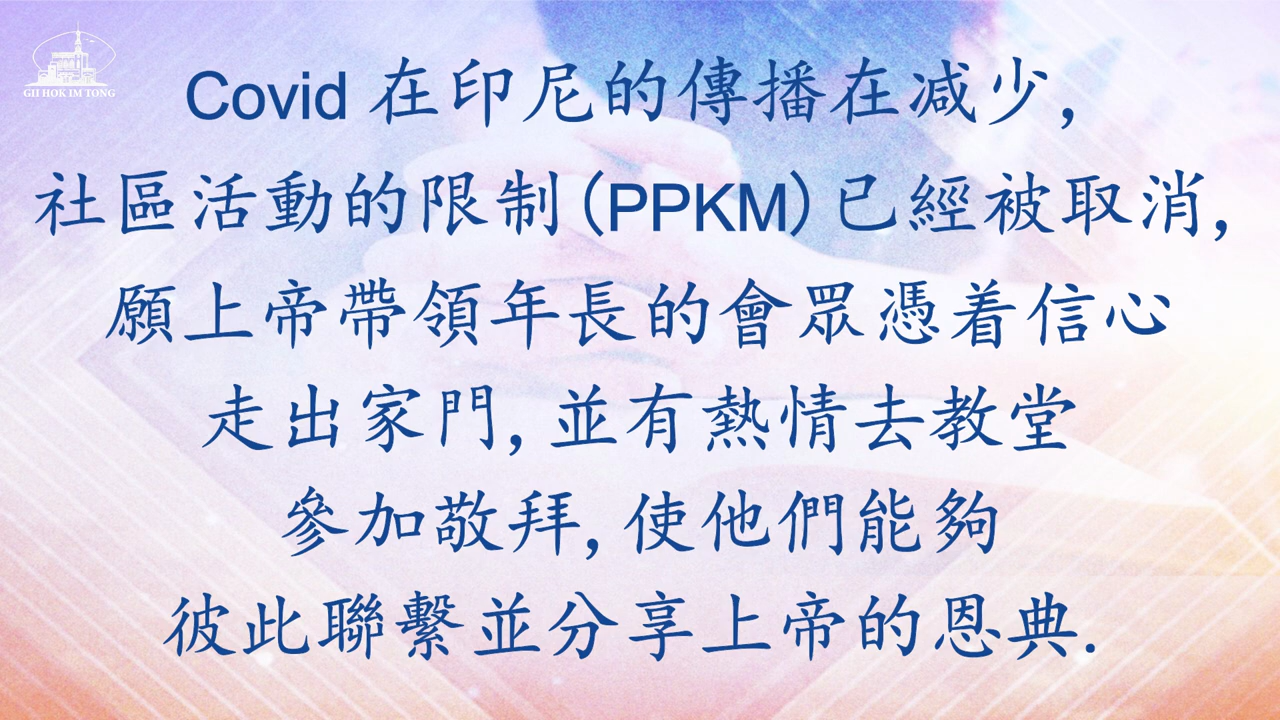 GII HOK IM TONG
Covid 在印尼的傳播在减少,
社區活動的限制(PPKM)已經被取消,
願上帝帶領年長的會眾憑着信心
走出家門,並有熱情去教堂
參加敬拜,使他們能夠
彼此聯繫並分享上帝的恩典.